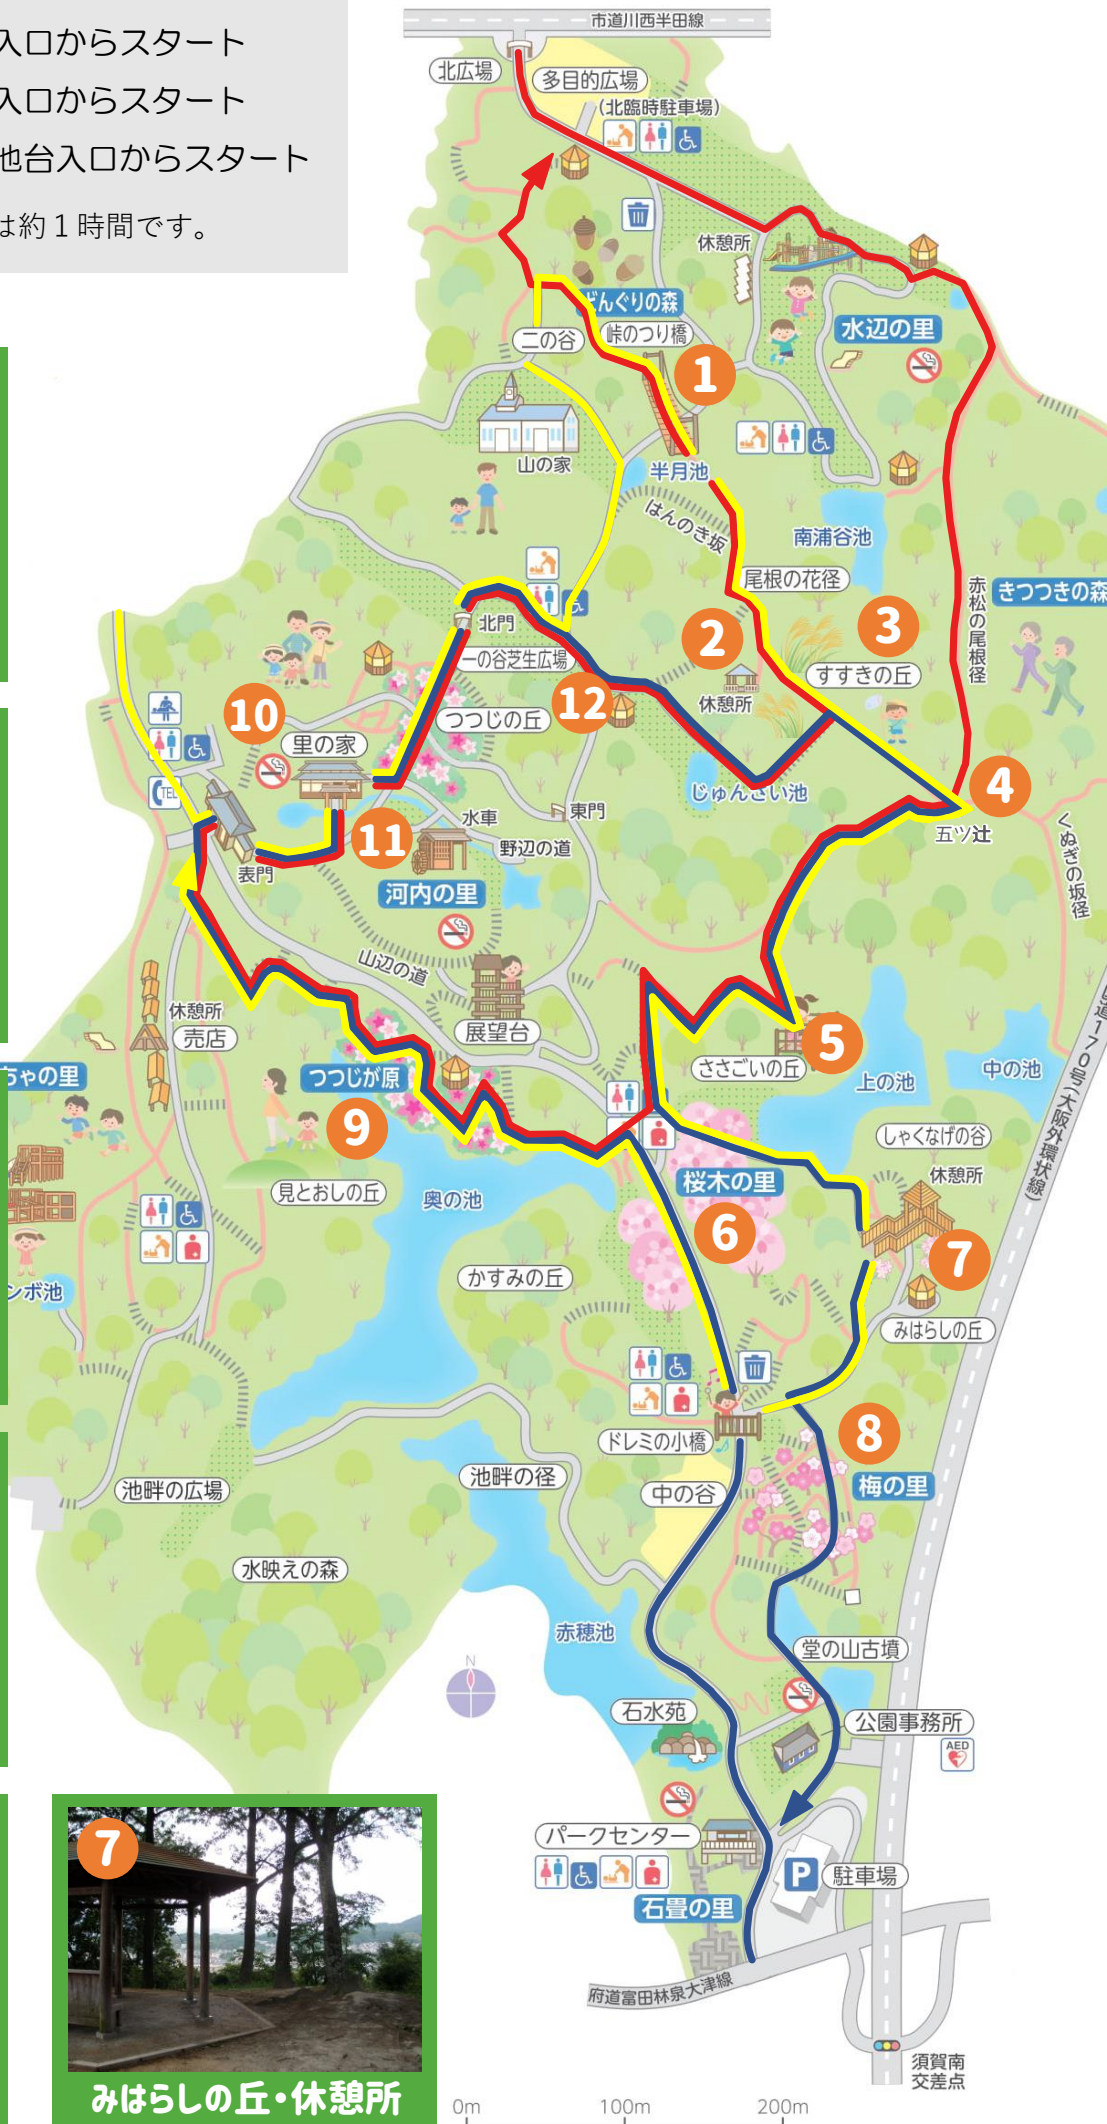 入口からスタート
入口からスタート
地台入口からスタート
は約１時間です。
市道川西半田線
北広場
多目的広場
(北臨時駐車場)
休憩所
どんぐりの森
水辺の里
二の谷
峠のつり橋
1
山の家
半月池
はんのき坂
南浦谷池
尾根の花径
赤松の尾根径
きつつきの森
北門
2
3
一の谷芝生広場
すすきの丘
休憩所
10
つつじの丘
12
里の家
TEL
じゅんさい池
4
水車
東門
11
野辺の道
五ツ辻
表門
河内の里
くぬぎの坂径
山辺の道
休憩所
売店
展望台
5
ささごいの丘
上の池
中の池
道170号(大阪外環状線)
ちゃの里
つつじが原
9
しゃくなげの谷
休憩所
見とおしの丘
奥の池
桜木の里
6
7
かすみの丘
ンボ池
みはらしの丘
ドレミの小橋
8
池畔の広場
池畔の径
中の谷
梅の里
水映えの森
赤穂池
堂の山古墳
N
石水苑
公園事務所
AED
パークセンター
P
駐車場
石畳の里
府道富田林泉大津線
須賀南
交差点
7
みはらしの丘・休憩所
0m
100m
200m